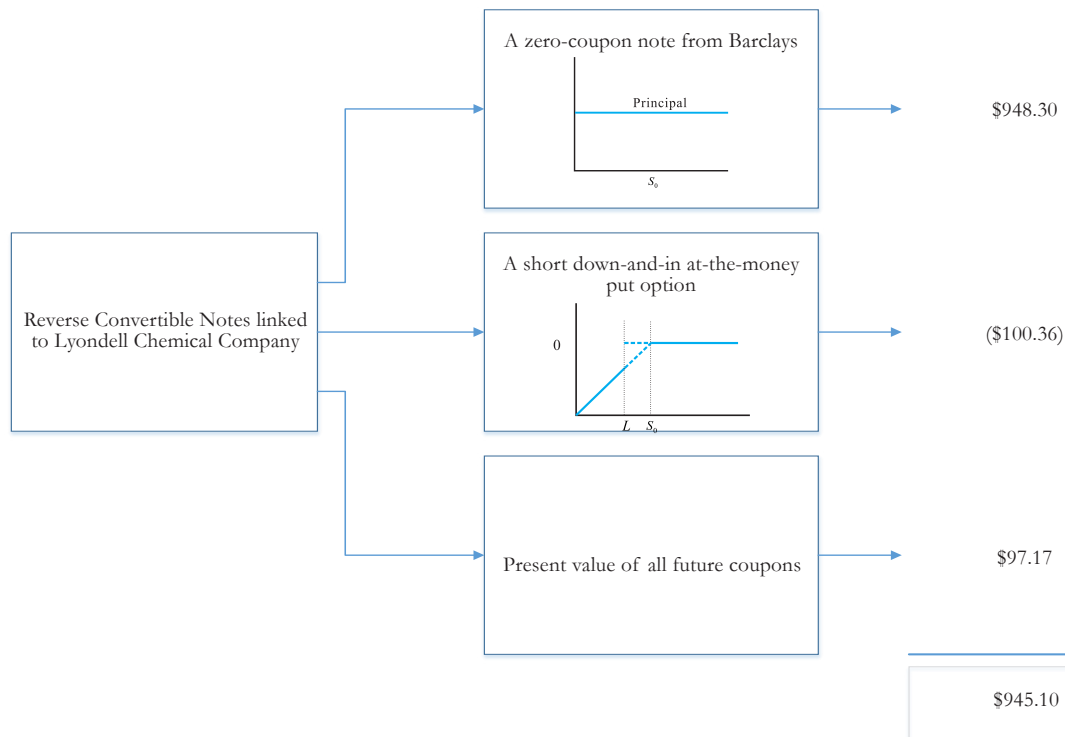 A zero-coupon note from Barclays
Principal
S₀
$948.30
Reverse Convertible Notes linked
to Lyondell Chemical Company
A short down-and-in at-the-money
put option
0
L S₀
($100.36)
Present value of all future coupons
$97.17
$945.10